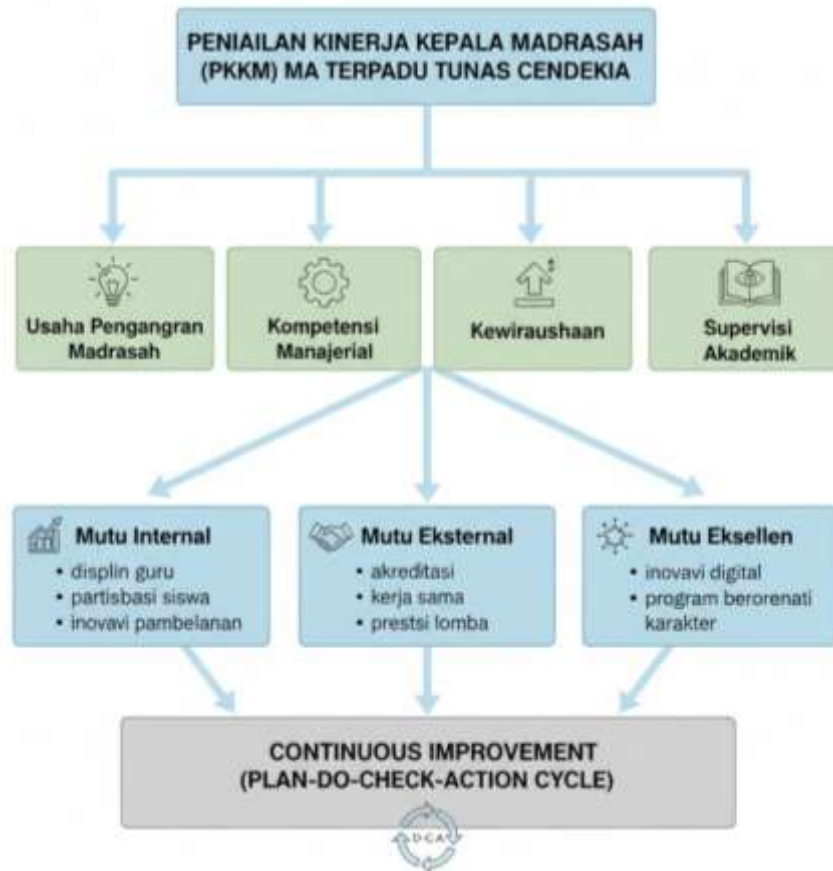 PENIAILAN KINERJA KEPALA MADRASAH
(PKKM) MA TERPADU TUNAS CENDEKIA
Usaha Pengangran
Madrasah
Kompetensi
Manajerial
Kewiraushaan
Supervisi
Akademik
Mutu Internal
• displin guru
• partisbasi siswa
• inovavi pambelanan
Mutu Eksternal
• akreditasi
• kerja sama
• prestsi lomba
Mutu Eksellen
• inovavi digital
• program berorenati
karakter
CONTINUOUS IMPROVEMENT
(PLAN-DO-CHECK-ACTION CYCLE)